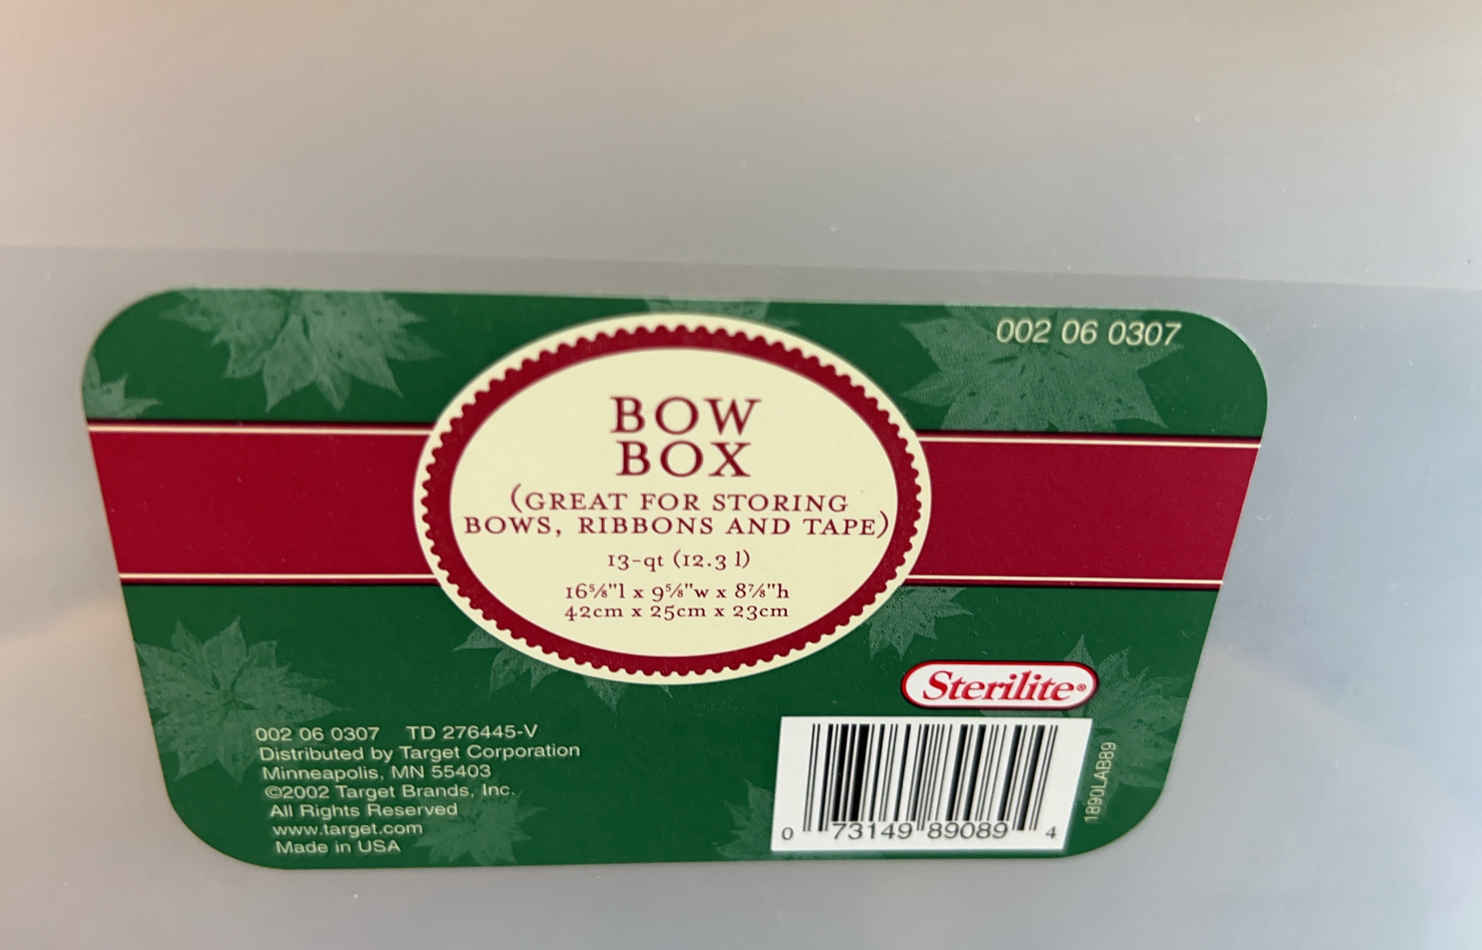 002 06 0307
BOW
BOX
(GREAT FOR STORING
BOWS, RIBBONS AND TAPE)
13-qt (12.3 l)
16⅝"l x 9⅝"w x 8⅞"h
42cm x 25cm x 23cm
Sterilite®
002 06 0307 TD 276445-V
Distributed by Target Corporation
Minneapolis, MN 55403
©2002 Target Brands, Inc.
All Rights Reserved
www.target.com
Made in USA
0 73149 89089 4
1890LAB89